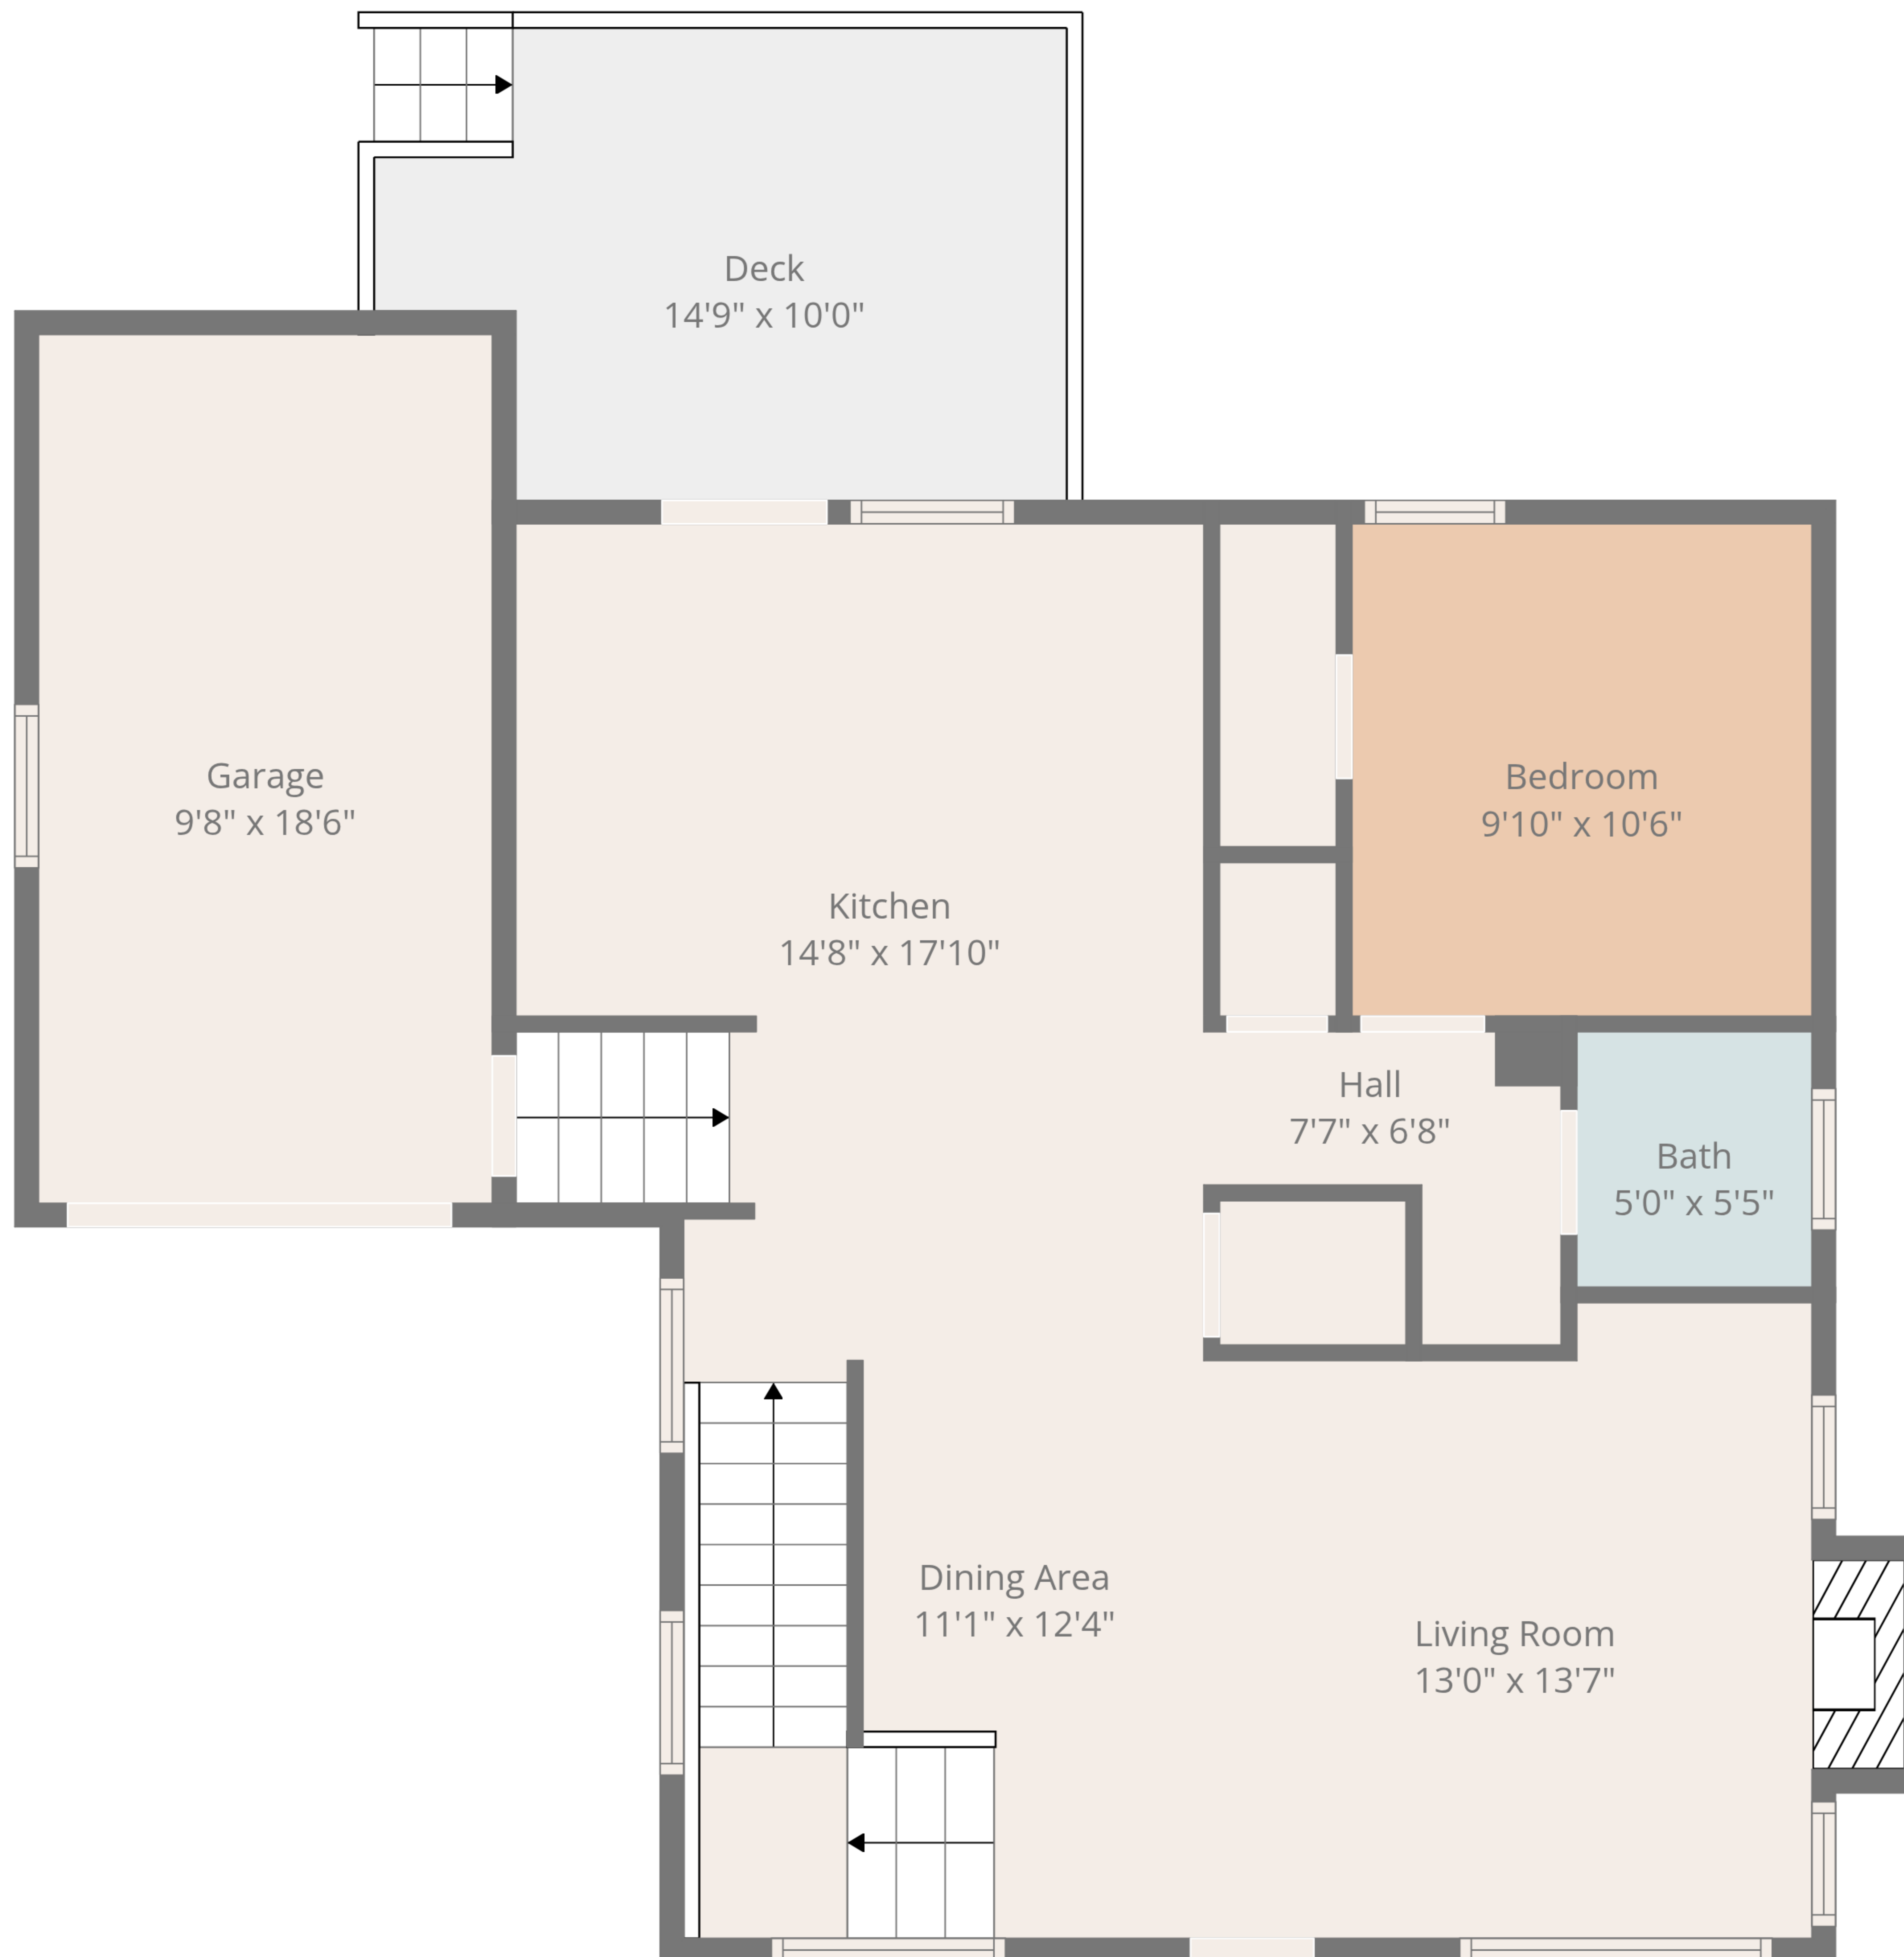 Deck
14'9" x 10'0"
Garage
9'8" x 18'6"
Bedroom
9'10" x 10'6"
Kitchen
14'8" x 17'10"
Hall
7'7" x 6'8"
Bath
5'0" x 5'5"
Dining Area
11'1" x 12'4"
Living Room
13'0" x 13'7"